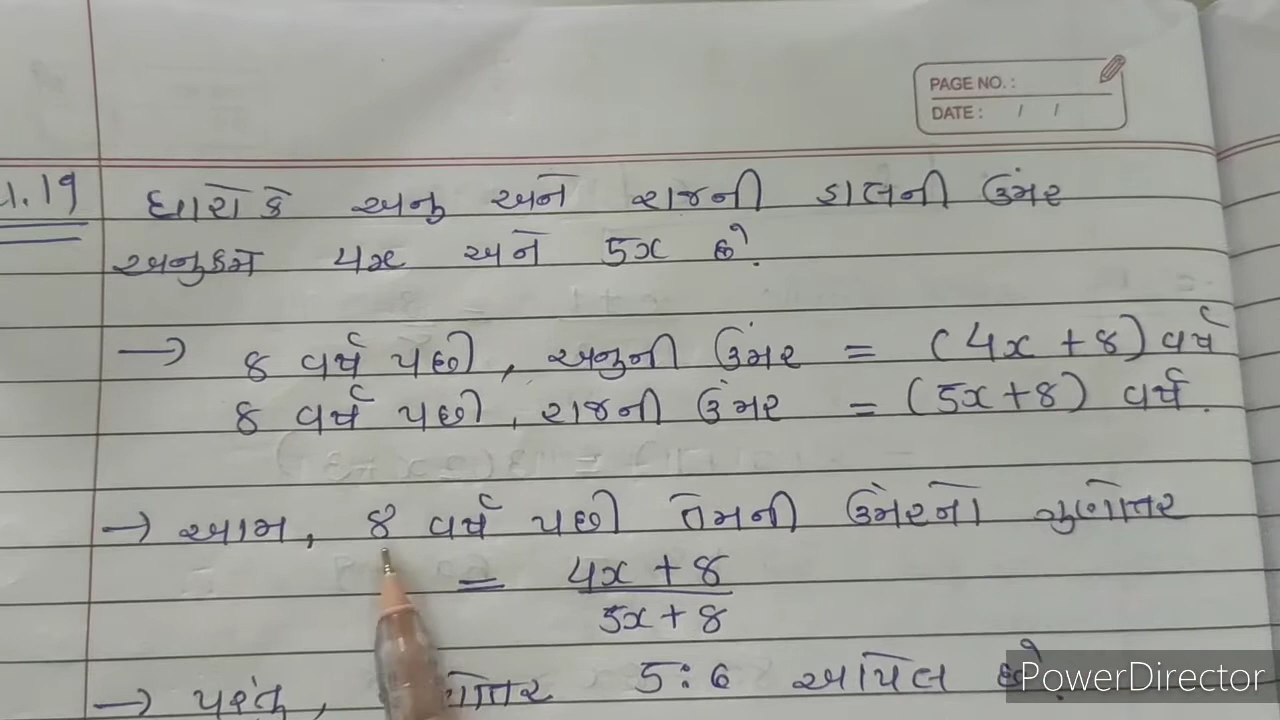 PAGE NO. :
DATE : / /
૧.19 ધારો કે અનુ અને રાજની હાલની ઉંમર
અનુક્રમે 4x અને 5x છે.
→ 8 વર્ષ પછી, અનુની ઉંમર = (4x + 8) વર્ષ
8 વર્ષ પછી, રાજની ઉંમર = (5x + 8) વર્ષ.
→ આમ, 8 વર્ષ પછી તેમની ઉંમરનો ગુણોત્તર
= 4x + 8
5x + 8
→ પરંતુ, 5:6 આપેલ છે.
PowerDirector